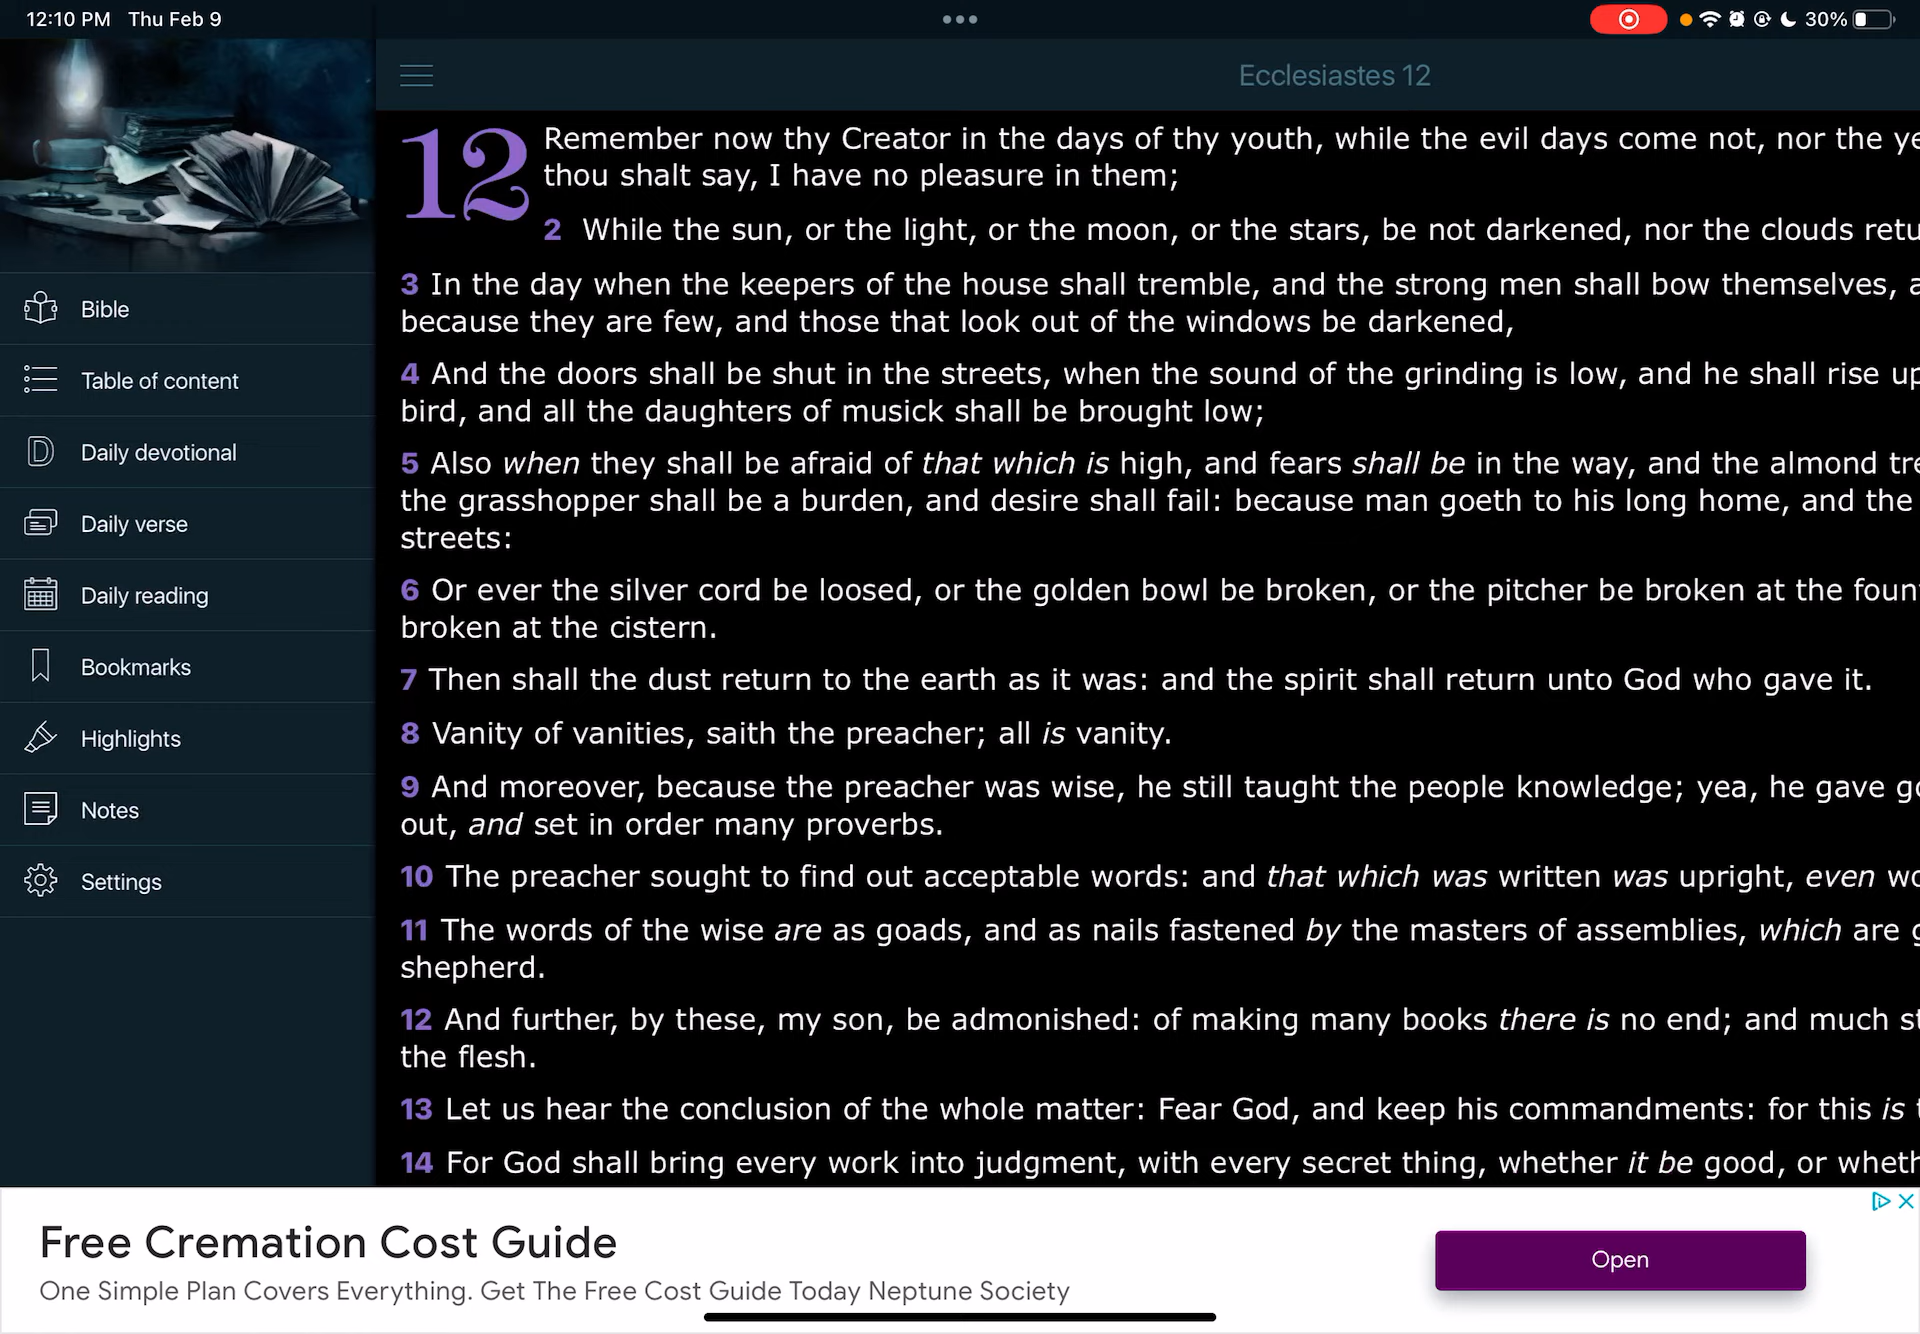 12:10 PM Thu Feb 9
30%
Ecclesiastes 12
Bible
Table of content
Daily devotional
Daily verse
Daily reading
Bookmarks
Highlights
Notes
Settings
12 Remember now thy Creator in the days of thy youth, while the evil days come not, nor the
thou shalt say, I have no pleasure in them;
2 While the sun, or the light, or the moon, or the stars, be not darkened, nor the clouds
3 In the day when the keepers of the house shall tremble, and the strong men shall bow themselves,
because they are few, and those that look out of the windows be darkened,
4 And the doors shall be shut in the streets, when the sound of the grinding is low, and he shall rise up
bird, and all the daughters of musick shall be brought low;
5 Also when they shall be afraid of that which is high, and fears shall be in the way, and the almond
the grasshopper shall be a burden, and desire shall fail: because man goeth to his long home, and the
streets:
6 Or ever the silver cord be loosed, or the golden bowl be broken, or the pitcher be broken at the
broken at the cistern.
7 Then shall the dust return to the earth as it was: and the spirit shall return unto God who gave it.
8 Vanity of vanities, saith the preacher; all is vanity.
9 And moreover, because the preacher was wise, he still taught the people knowledge; yea, he gave
out, and set in order many proverbs.
10 The preacher sought to find out acceptable words: and that which was written was upright, even
11 The words of the wise are as goads, and as nails fastened by the masters of assemblies, which are
shepherd.
12 And further, by these, my son, be admonished: of making many books there is no end; and much
the flesh.
13 Let us hear the conclusion of the whole matter: Fear God, and keep his commandments: for this is
14 For God shall bring every work into judgment, with every secret thing, whether it be good, or
Free Cremation Cost Guide
One Simple Plan Covers Everything. Get The Free Cost Guide Today Neptune Society
Open